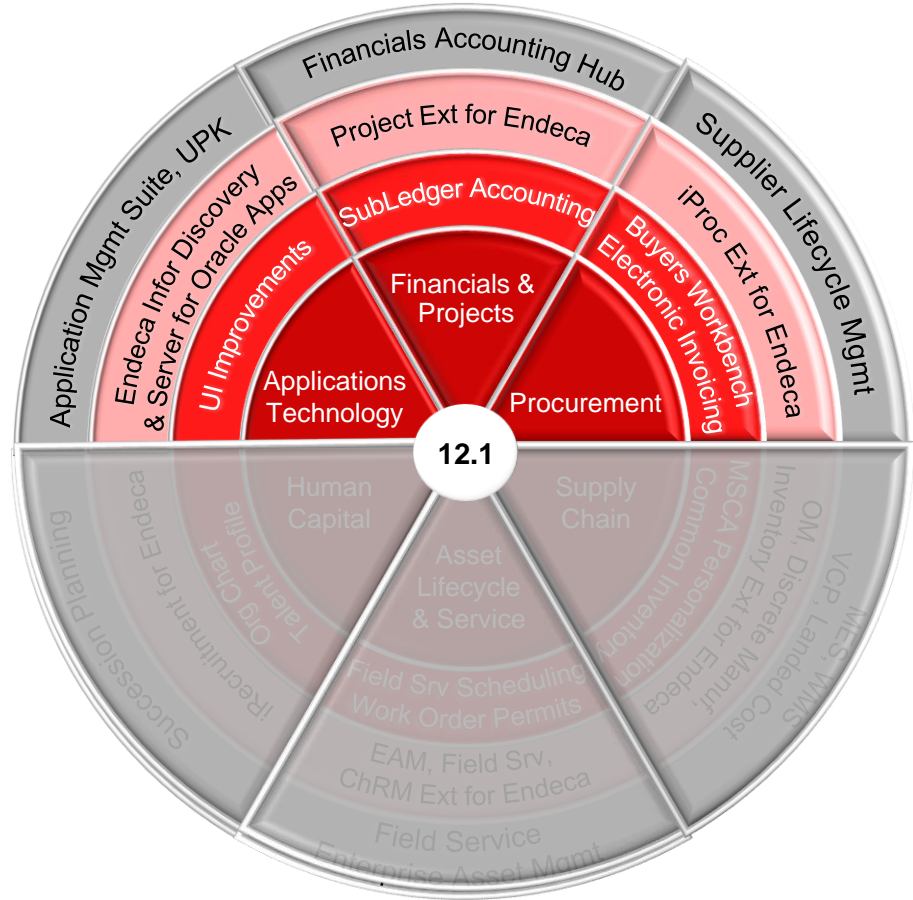 Financials Accounting Hub
Project Ext for Endeca
SubLedger Accounting
Financials &
Projects
Supplier Lifecycle Mgmt
iProc Ext for Endeca
Buyers Workbench
Electronic Invoicing
Procurement
Application Mgmt Suite, UPK
Endeca Infor Discovery
& Server for Oracle Apps
UI Improvements
Applications
Technology
12.1
Human
Capital
Org Chart
Talent Profile
iRecruitment for Endeca
Succession Planning
Supply
Chain
MSCA Personalization
Common Inventory
OM, Discrete Manuf,
Inventory Ext for Endeca
MES, WMS
VCP, Landed Cost
Asset
Lifecycle
& Service
Field Srv Scheduling
Work Order Permits
EAM, Field Srv,
ChRM Ext for Endeca
Field Service
Enterprise Asset Mgmt